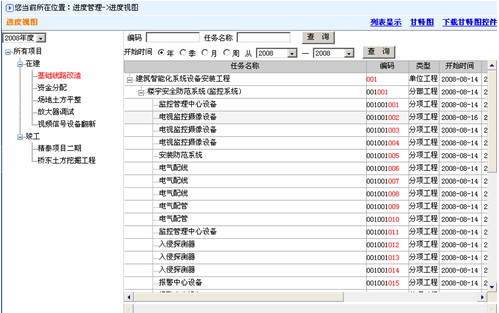 您当前所在位置：进度管理->进度视图
进度视图 列表显示 甘特图 下载甘特图控件
2008年度
所有项目
在建
基础线路改造
资金分配
场地土方平整
放大器调试
视频信号设备翻新
竣工
精泰项目二期
桥东土方挖掘工程
编码 任务名称 查 询
开始时间 年 季 月 周 从 2008 — 2008 查 询
任务名称 编码 类型 开始时间
建筑智能化系统设备安装工程 001 单位工程 2008-08-14 2
楼宇安全防范系统(监控系统) 001001 分部工程 2008-08-14 2
监控管理中心设备 001001001 分项工程 2008-08-14 2
电视监控摄像设备 001001002 分项工程 2008-08-16 2
电视监控摄像设备 001001003 分项工程 2008-08-14 2
电视监控摄像设备 001001004 分项工程 2008-08-14 2
安装防范系统 001001005 分项工程 2008-08-14 2
电气配线 001001006 分项工程 2008-08-14 2
电气配线 001001007 分项工程 2008-08-14 2
电气配线 001001008 分项工程 2008-08-14 2
电气配管 001001009 分项工程 2008-08-14 2
电气配管 001001010 分项工程 2008-08-14 2
监控管理中心设备 001001011 分项工程 2008-08-14 2
入侵探测器 001001012 分项工程 2008-08-14 2
入侵探测器 001001013 分项工程 2008-08-14 2
入侵探测器 001001014 分项工程 2008-08-14 2
报警中心设备 001001015 分项工程 2008-08-14 2